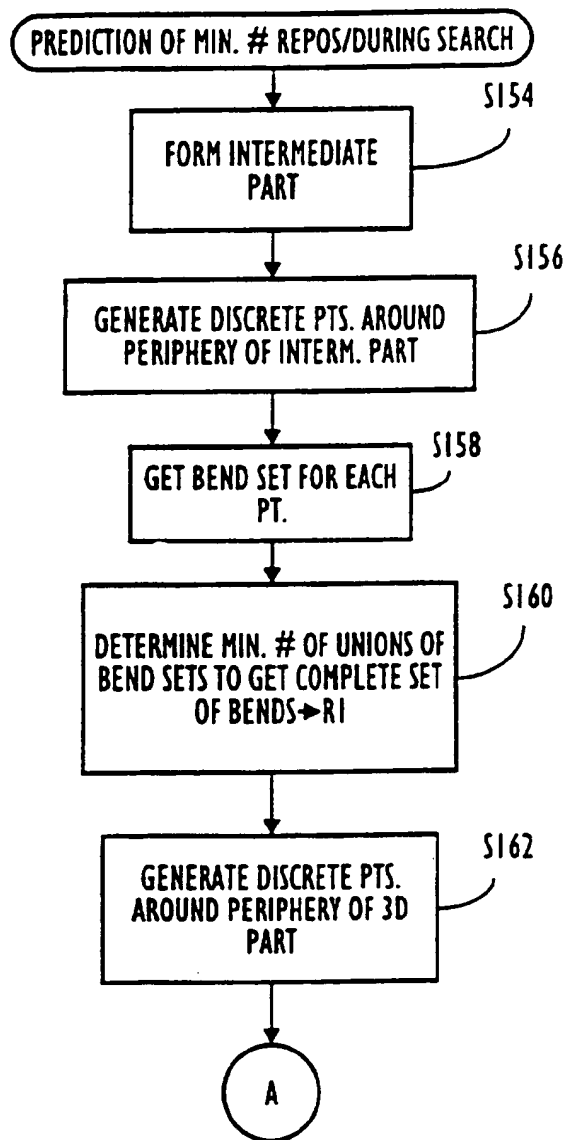 PREDICTION OF MIN. # REPOS/DURING SEARCH
S154
FORM INTERMEDIATE
PART
S156
GENERATE DISCRETE PTS. AROUND
PERIPHERY OF INTERM. PART
S158
GET BEND SET FOR EACH
PT.
S160
DETERMINE MIN. # OF UNIONS OF
BEND SETS TO GET COMPLETE SET
OF BENDS→R1
S162
GENERATE DISCRETE PTS.
AROUND PERIPHERY OF 3D
PART
A